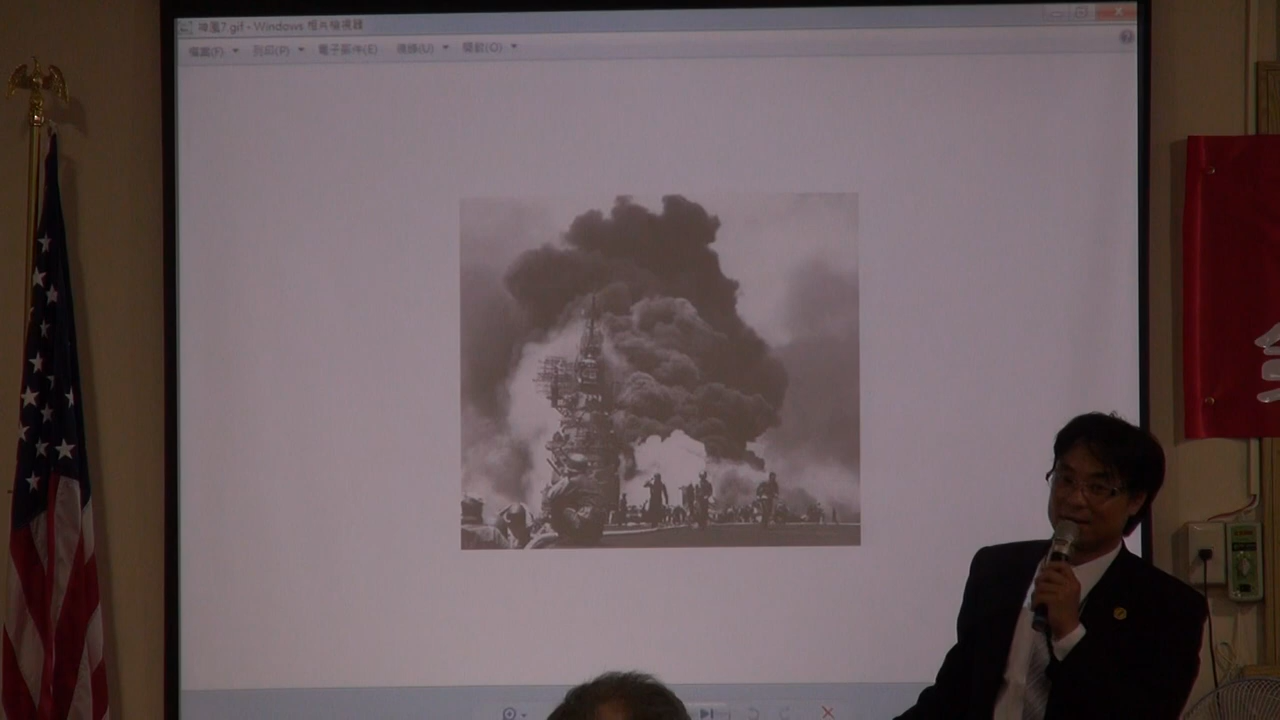 神風7.gif - Windows 相片檢視器
檔案(F) 列印(P) 電子郵件(E) 燒錄(U) 開啟(O)